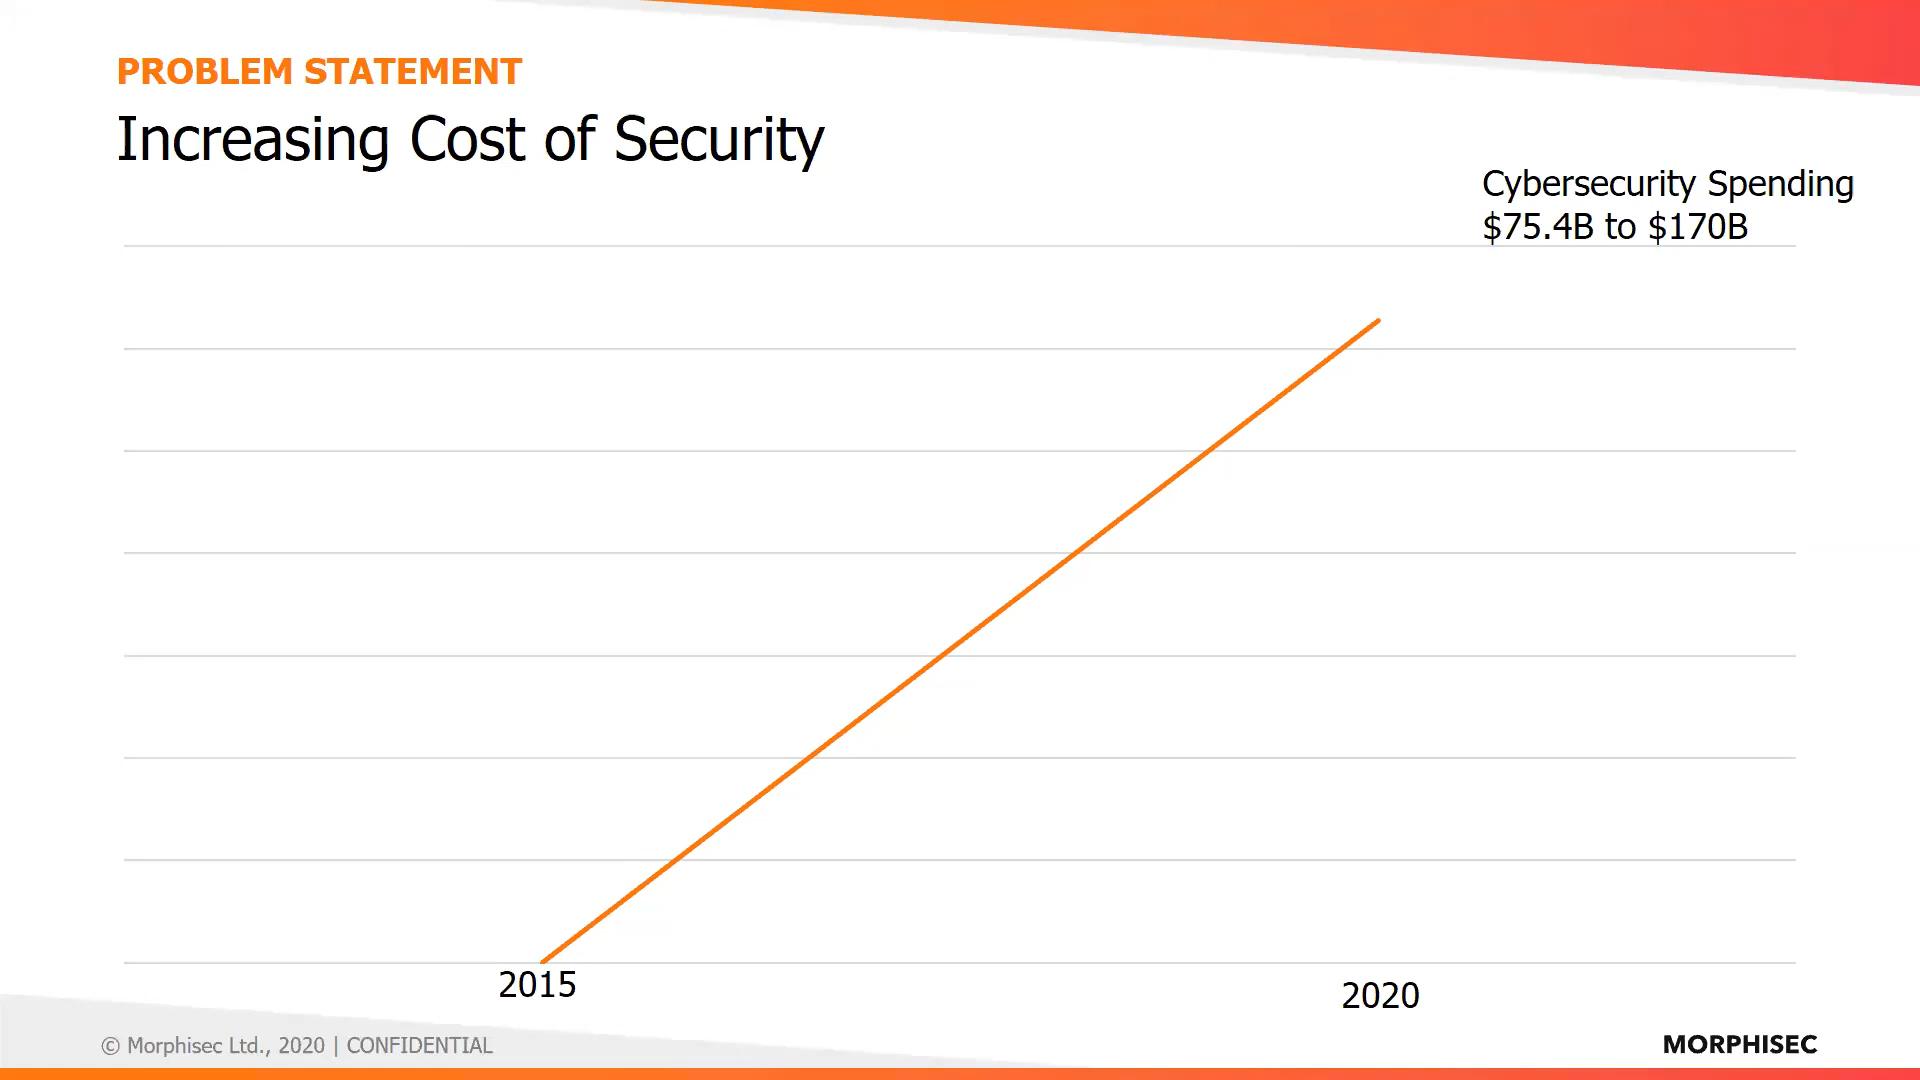 PROBLEM STATEMENT
Increasing Cost of Security
Cybersecurity Spending
$75.4B to $170B
2015
2020
© Morphisec Ltd., 2020 | CONFIDENTIAL
MORPHISEC